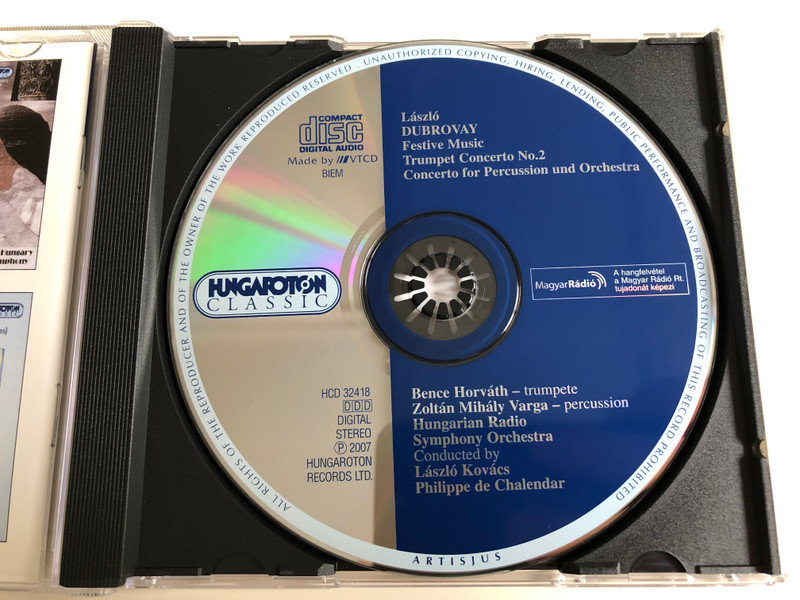 ALL RIGHTS OF THE REPRODUCER AND OF THE OWNER OF THE WORK REPRODUCED RESERVED . UNAUTHORIZED COPYING, HIRING, LENDING, PUBLIC PERFORMANCE AND BROADCASTING OF THIS RECORD PROHIBITED
COMPACT
disc
DIGITAL AUDIO
Made by VTCD
BIEM
László
DUBROVAY
Festive Music
Trumpet Concerto No.2
Concerto for Percussion und Orchestra
HUNGAROTON
CLASSIC
MagyarRádió
A hangfelvétel
a Magyar Rádió Rt.
tujadonát képezi
HCD 32418
DDD
DIGITAL
STEREO
℗ 2007
HUNGAROTON
RECORDS LTD.
Bence Horváth – trumpete
Zoltán Mihály Varga – percussion
Hungarian Radio
Symphony Orchestra
Conducted by
László Kovács
Philippe de Chalendar
ARTISJUS
Hungary